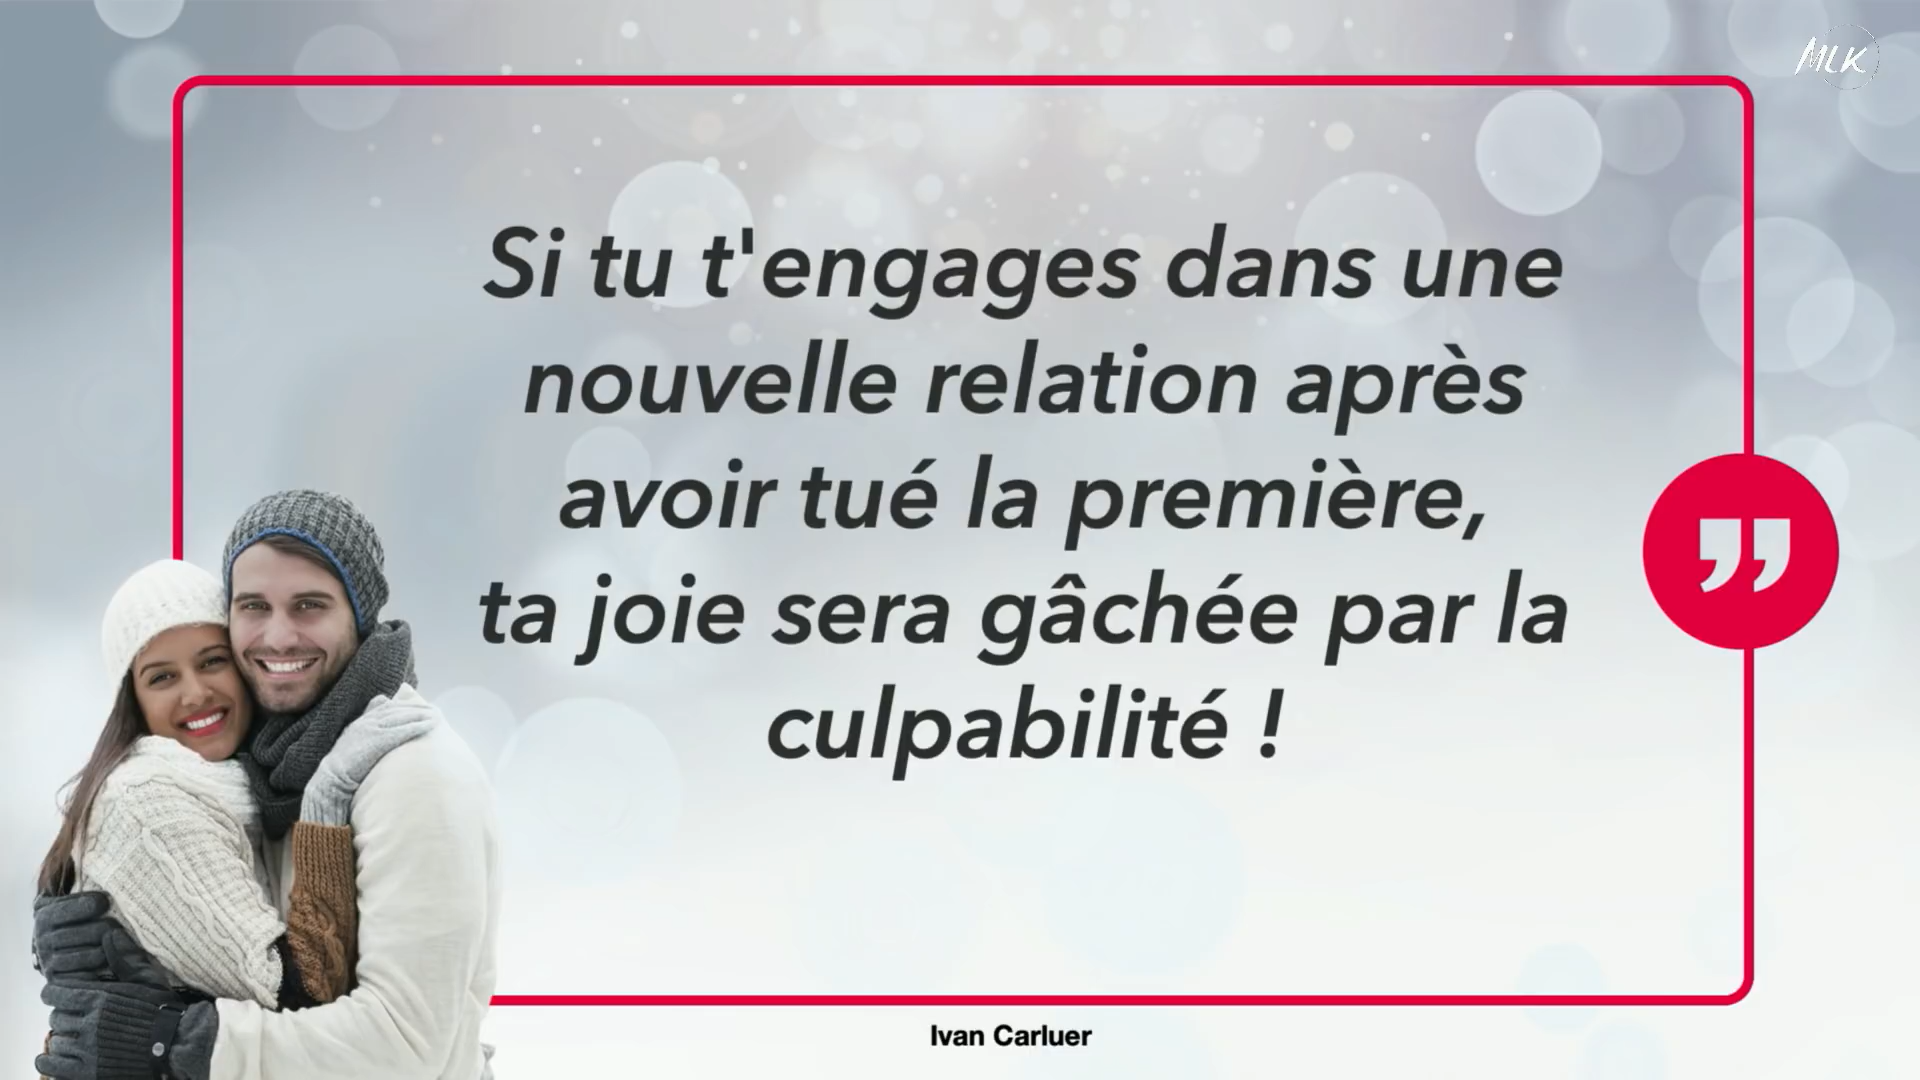 MLK
Si tu t'engages dans une
nouvelle relation après
avoir tué la première,
ta joie sera gâchée par la
culpabilité !
Ivan Carluer